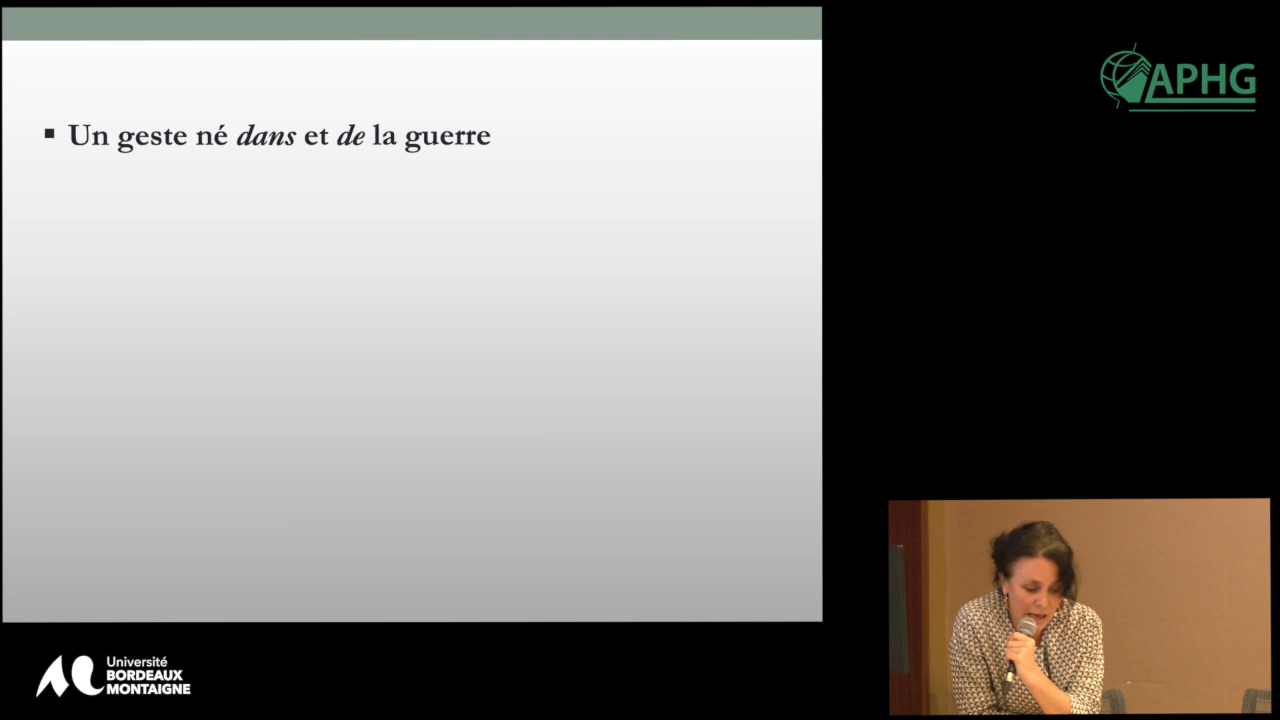 APHG
▪ Un geste né dans et de la guerre
Université
BORDEAUX
MONTAIGNE